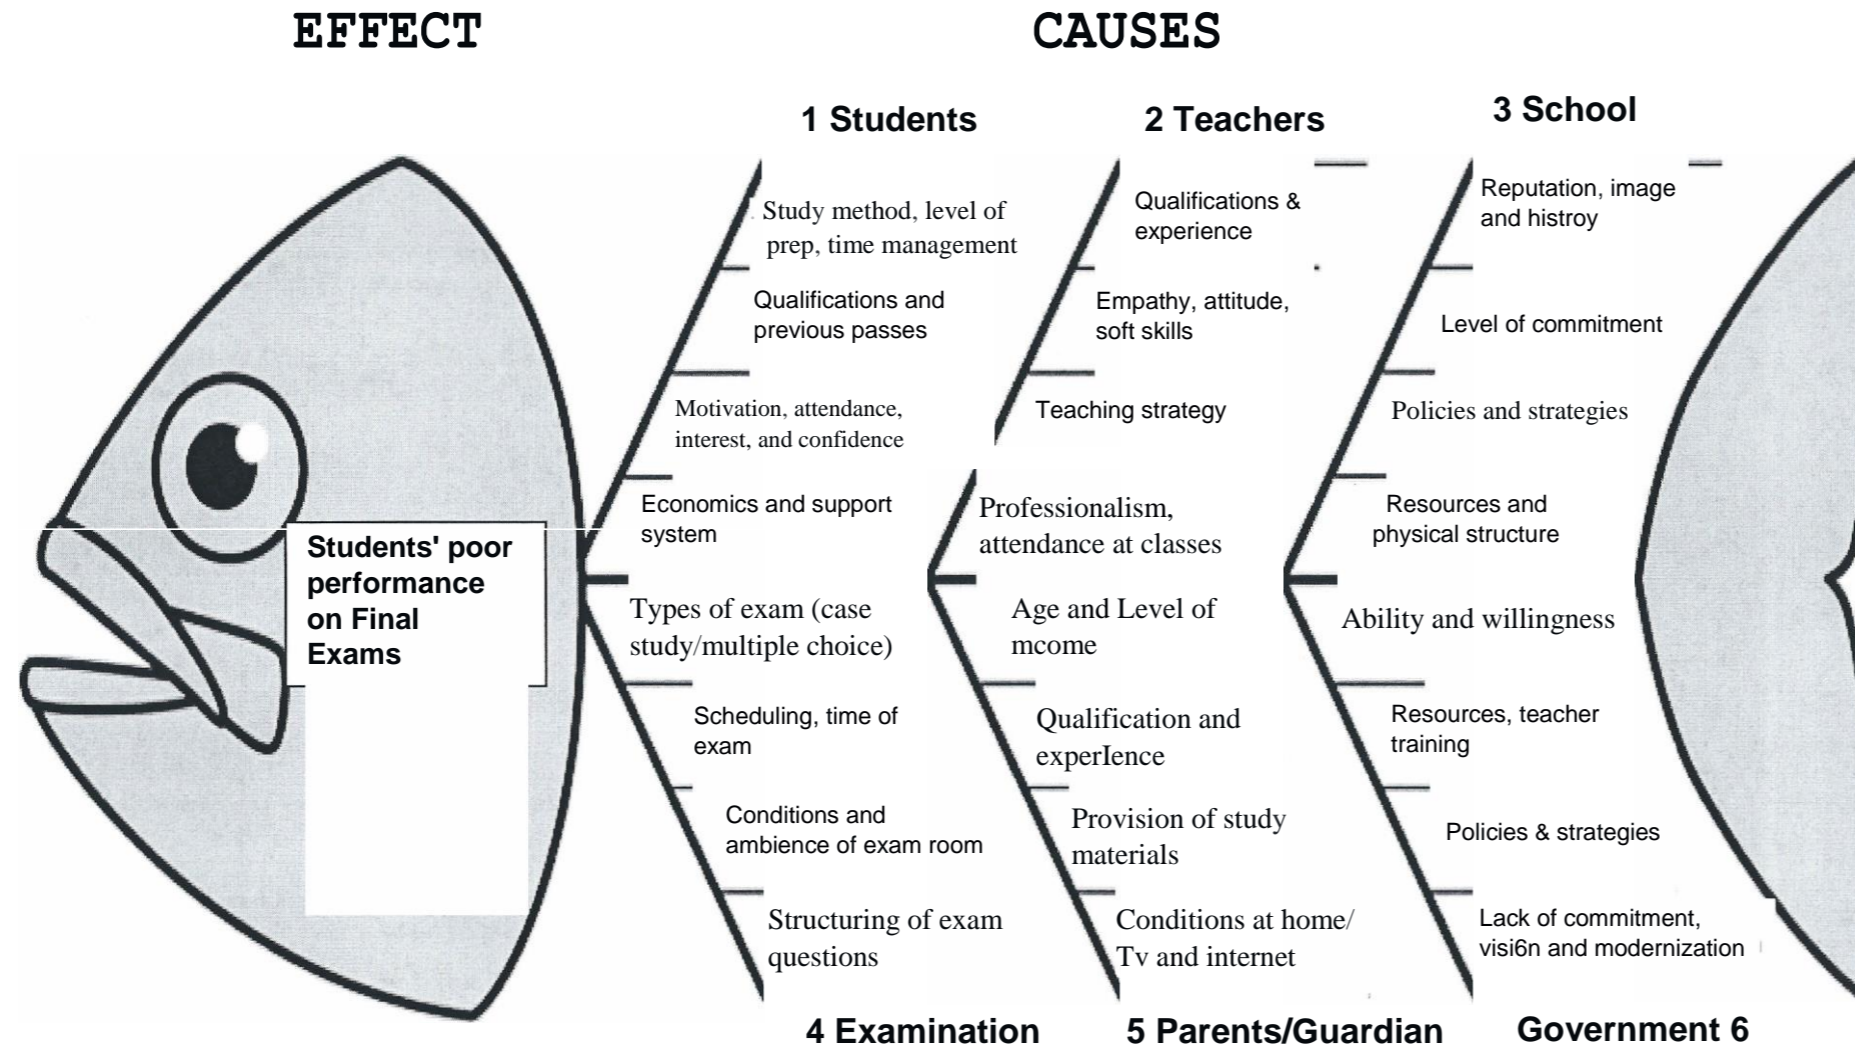 EFFECT
CAUSES
1 Students
2 Teachers
3 School
Study method, level of
prep, time management
Qualifications and
previous passes
Motivation, attendance,
interest, and confidence
Economics and support
system
Qualifications &
experience
Empathy, attitude,
soft skills
Teaching strategy
Professionalism,
attendance at classes
Reputation, image
and histroy
Level of commitment
Policies and strategies
Resources and
physical structure
Students' poor
performance
on Final
Exams
Types of exam (case
study/multiple choice)
Scheduling, time of
exam
Conditions and
ambience of exam room
Structuring of exam
questions
Age and Level of
mcome
Qualification and
experIence
Provision of study
materials
Conditions at home/
Tv and internet
Ability and willingness
Resources, teacher
training
Policies & strategies
Lack of commitment,
visi6n and modernization
4 Examination
5 Parents/Guardian
Government 6